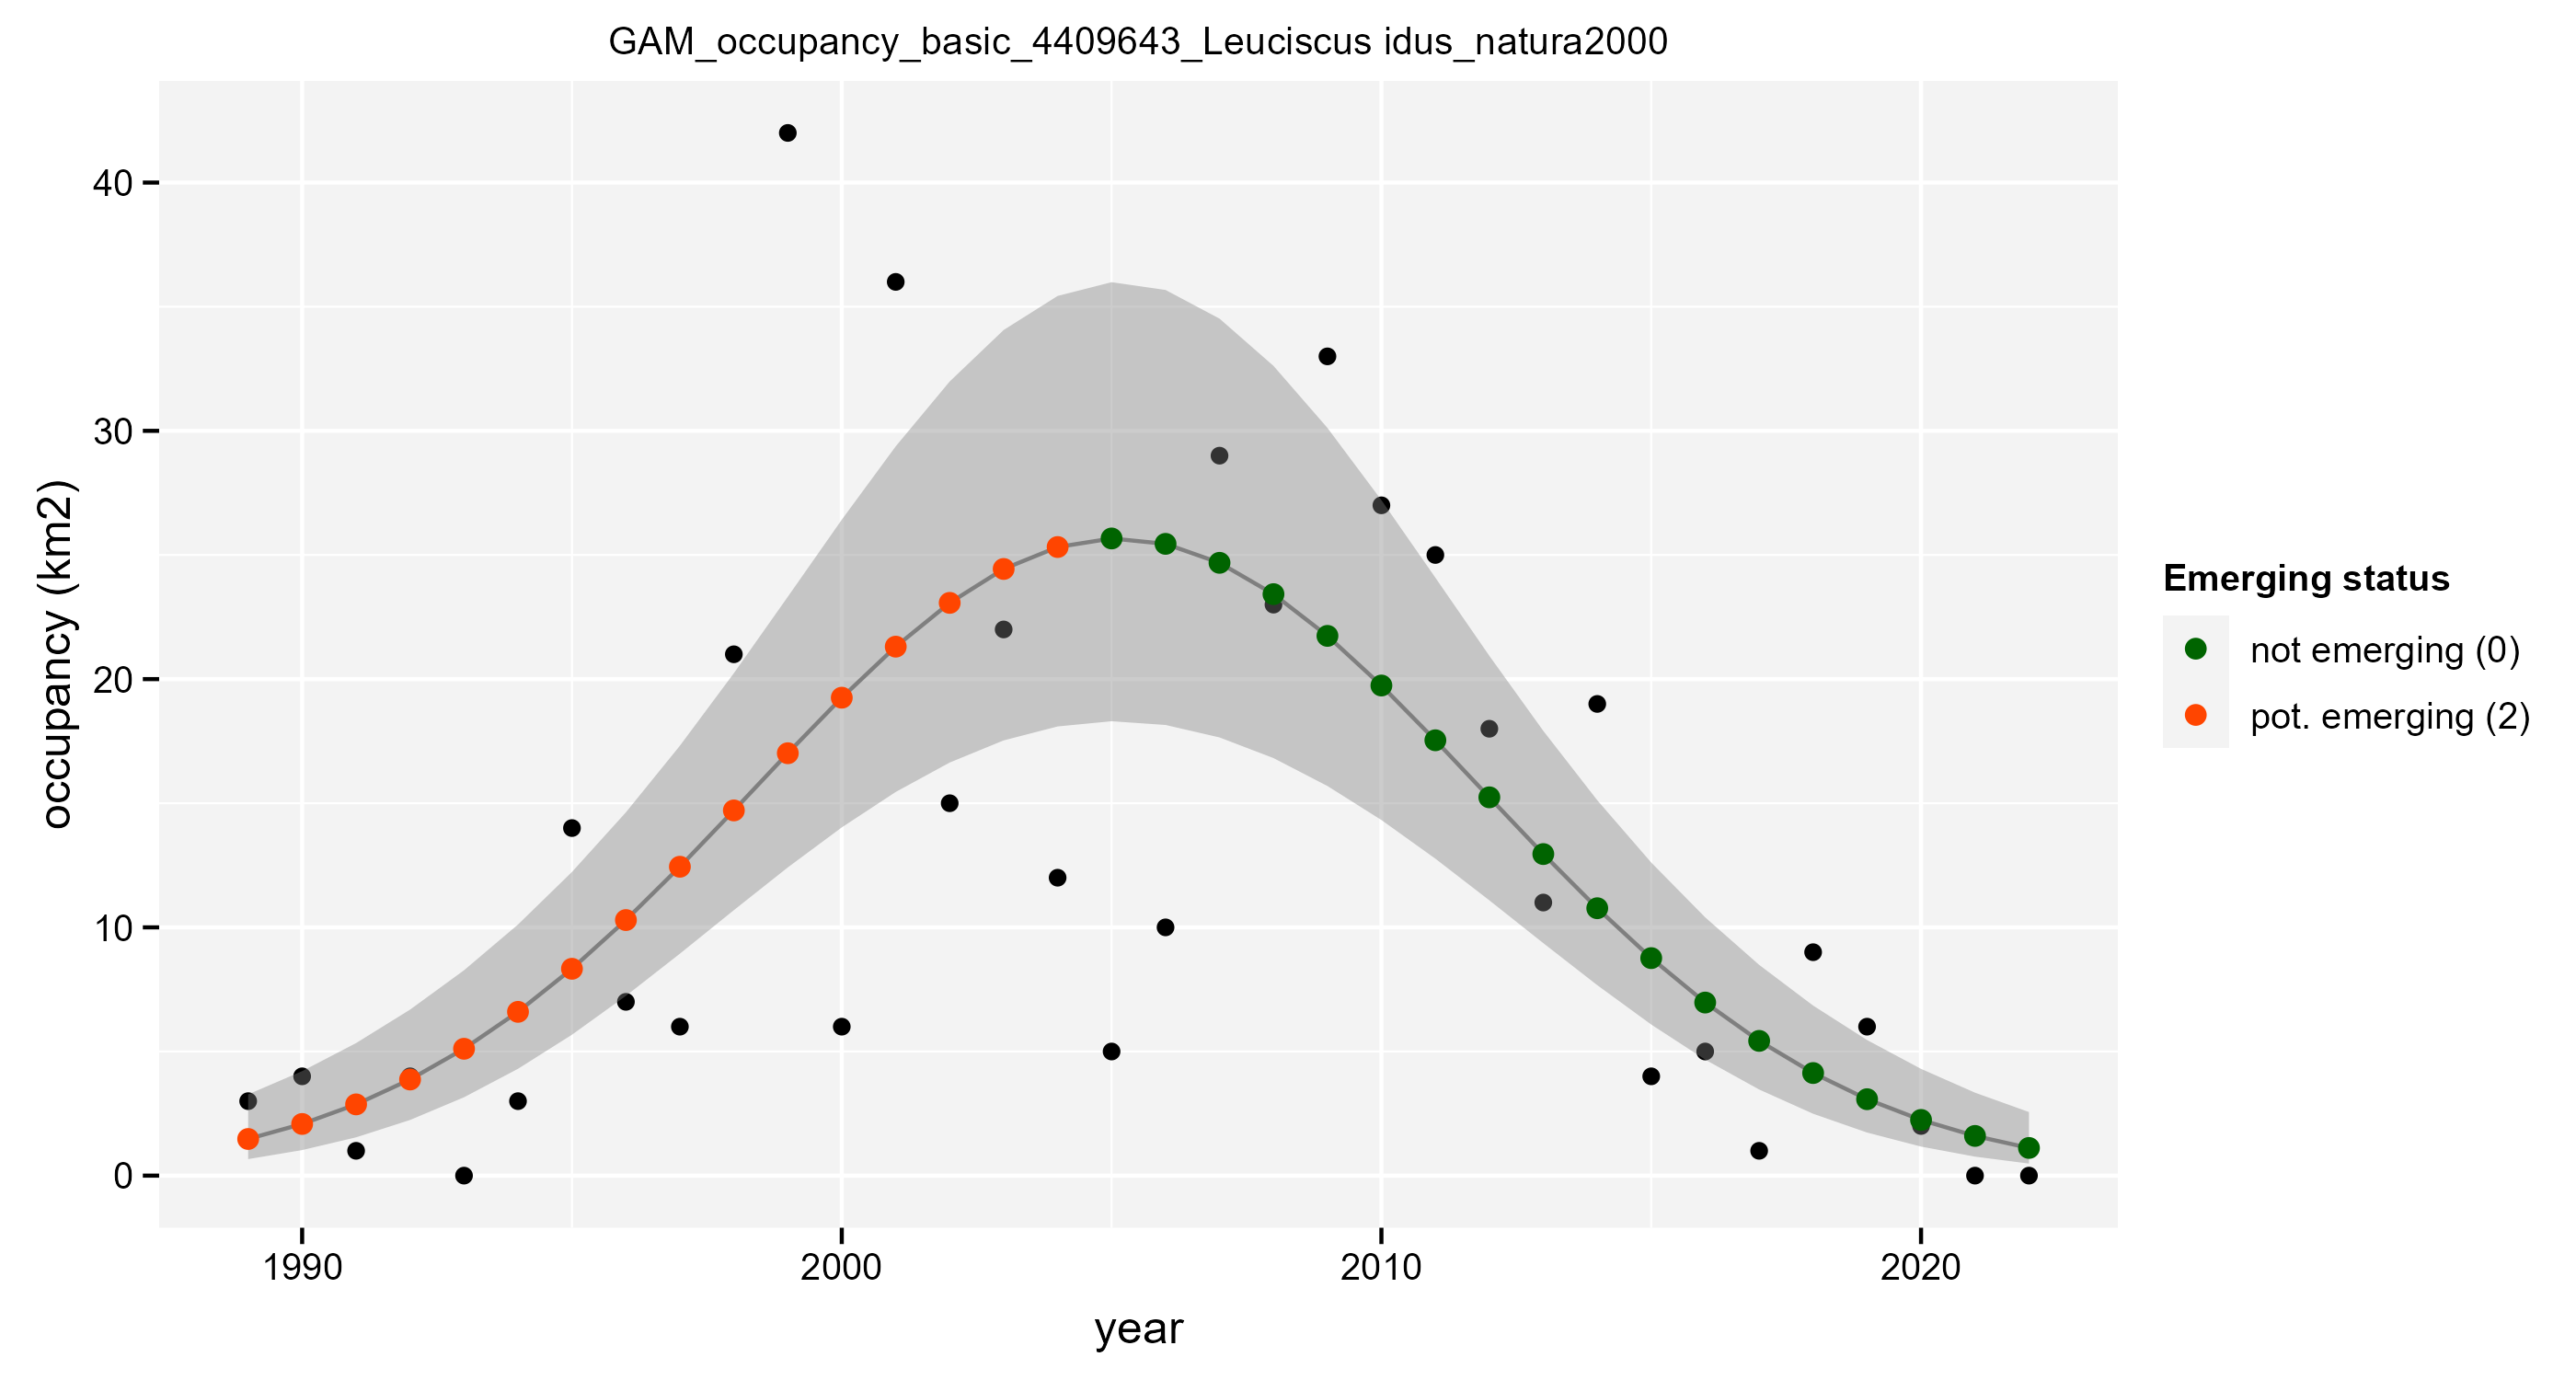 GAM_occupancy_basic_4409643_Leuciscus idus_natura2000
40
30
20
10
0
occupancy (km2)
1990 2000 2010 2020
year
Emerging status
not emerging (0)
pot. emerging (2)